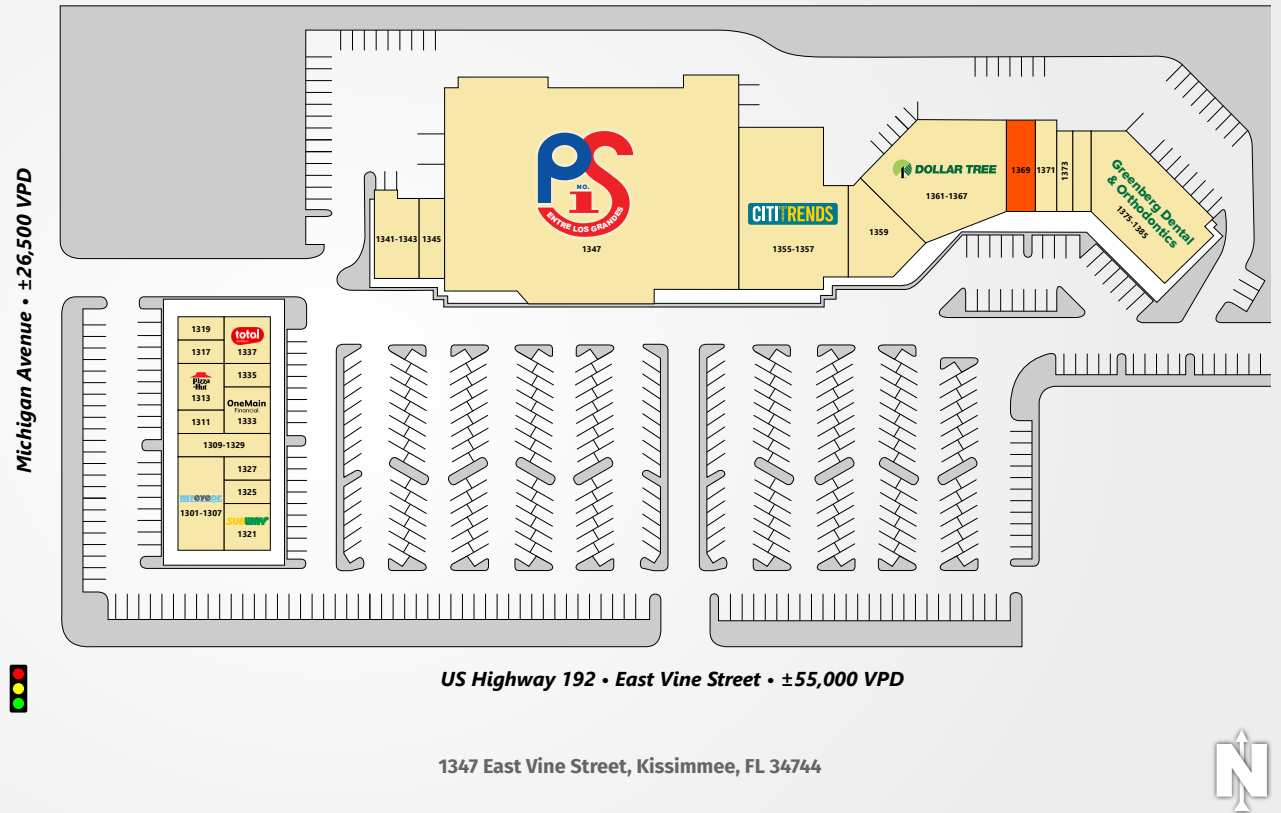 Michigan Avenue • ±26,500 VPD
PiS
NO.
1
ENTRE LOS GRANDES
1347
1341-1343
1345
CITITRENDS
1355-1357
1359
DOLLAR TREE
1361-1367
1369
1371
1373
Greenberg Dental
& Orthodontics
1375-1385
1319
totol
1337
1317
1335
Pizza
Hut
1313
OneMain
Financial.
1333
1311
1309-1329
1327
1325
myeyedr.
1301-1307
SUBWAY
1321
US Highway 192 • East Vine Street • ±55,000 VPD
1347 East Vine Street, Kissimmee, FL 34744
N